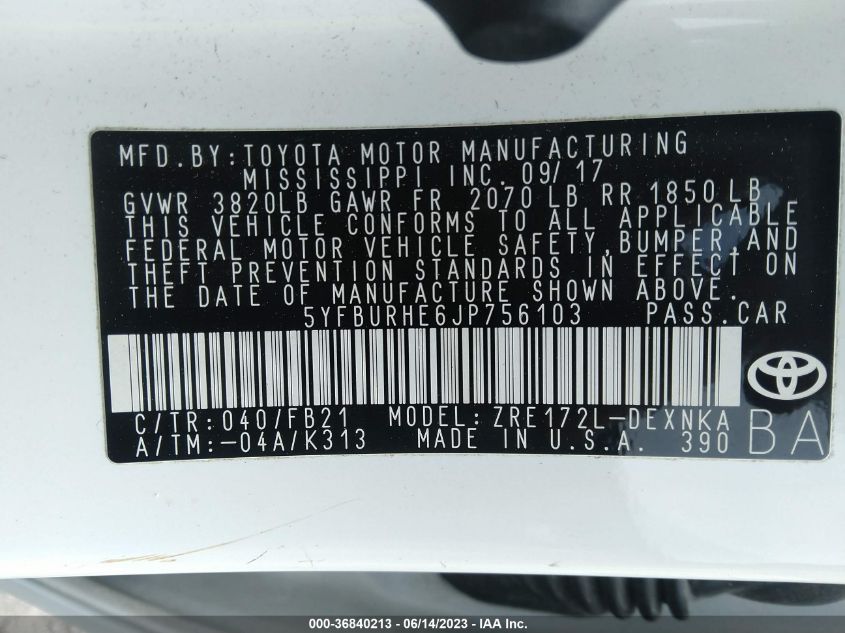 MFD.BY:TOYOTA MOTOR MANUFACTURING
MISSISSIPPI INC. 09/17
GVWR 3820LB GAWR FR 2070 LB RR 1850 LB
THIS VEHICLE CONFORMS TO ALL APPLICABLE
FEDERAL MOTOR VEHICLE SAFETY,BUMPER,AND
THEFT PREVENTION STANDARDS IN EFFECT ON
THE DATE OF MANUFACTURE SHOWN ABOVE.
5YFBURHE6JP756103 PASS.CAR
C/TR:040/FB21 MODEL:ZRE172L-DEXNKA
A/TM:-04A/K313 MADE IN U.S.A. 390
BA
000-36840213 - 06/14/2023 - IAA Inc.